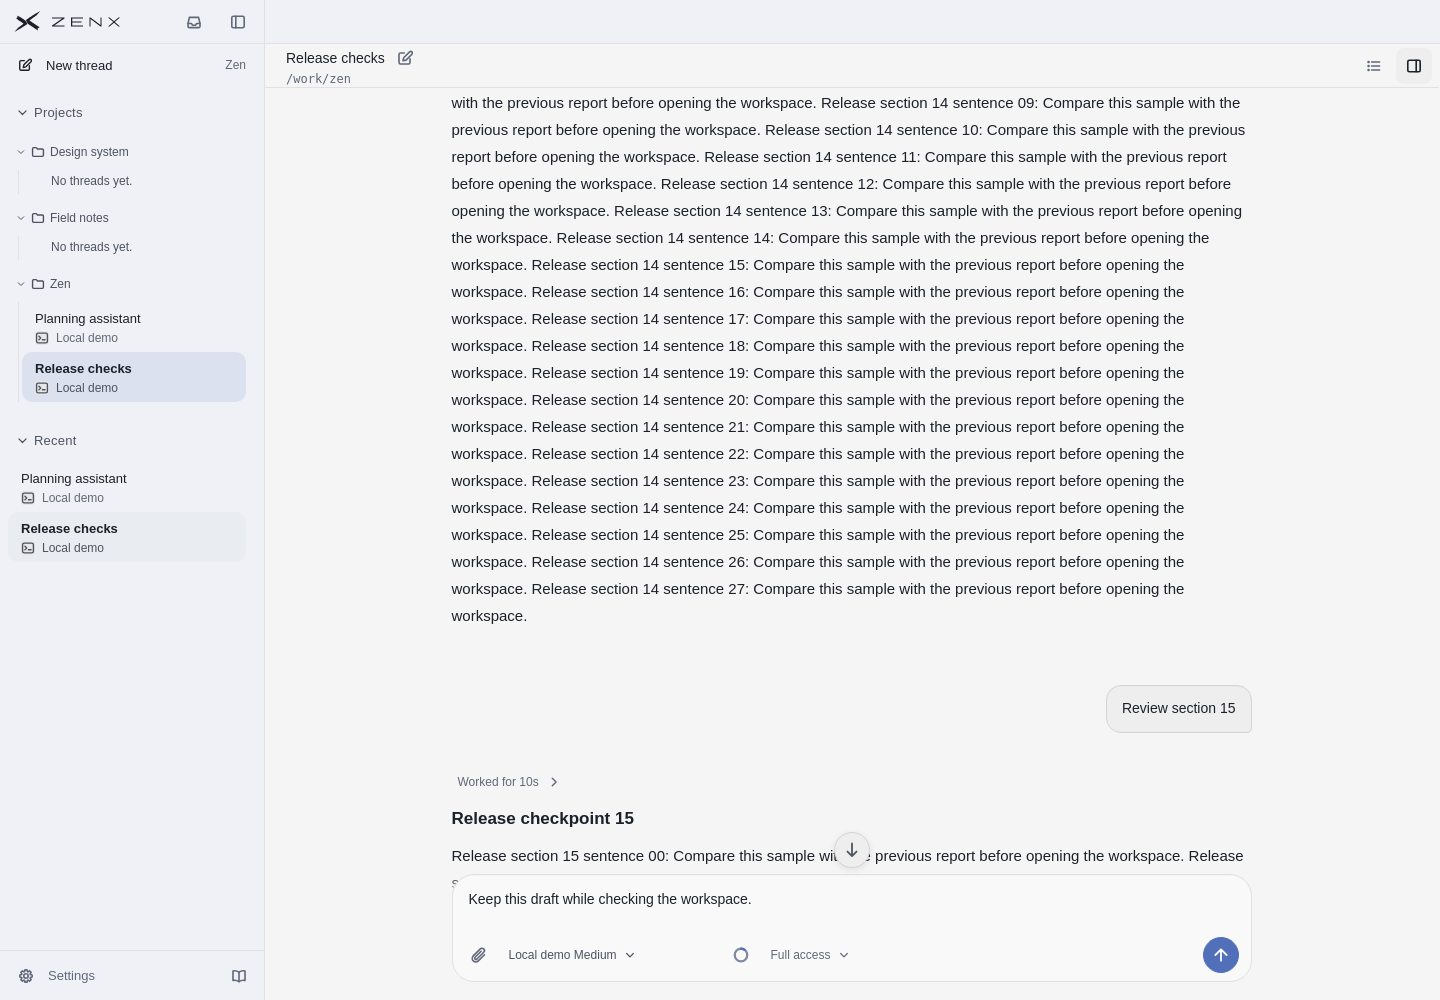 ZENX
New thread
Zen
Projects
Design system
No threads yet.
Field notes
No threads yet.
Zen
Planning assistant
Local demo
Release checks
Local demo
Recent
Planning assistant
Local demo
Release checks
Local demo
Settings
Release checks
/work/zen
with the previous report before opening the workspace. Release section 14 sentence 09: Compare this sample with the
previous report before opening the workspace. Release section 14 sentence 10: Compare this sample with the previous
report before opening the workspace. Release section 14 sentence 11: Compare this sample with the previous report
before opening the workspace. Release section 14 sentence 12: Compare this sample with the previous report before
opening the workspace. Release section 14 sentence 13: Compare this sample with the previous report before opening
the workspace. Release section 14 sentence 14: Compare this sample with the previous report before opening the
workspace. Release section 14 sentence 15: Compare this sample with the previous report before opening the
workspace. Release section 14 sentence 16: Compare this sample with the previous report before opening the
workspace. Release section 14 sentence 17: Compare this sample with the previous report before opening the
workspace. Release section 14 sentence 18: Compare this sample with the previous report before opening the
workspace. Release section 14 sentence 19: Compare this sample with the previous report before opening the
workspace. Release section 14 sentence 20: Compare this sample with the previous report before opening the
workspace. Release section 14 sentence 21: Compare this sample with the previous report before opening the
workspace. Release section 14 sentence 22: Compare this sample with the previous report before opening the
workspace. Release section 14 sentence 23: Compare this sample with the previous report before opening the
workspace. Release section 14 sentence 24: Compare this sample with the previous report before opening the
workspace. Release section 14 sentence 25: Compare this sample with the previous report before opening the
workspace. Release section 14 sentence 26: Compare this sample with the previous report before opening the
workspace. Release section 14 sentence 27: Compare this sample with the previous report before opening the
workspace.
Review section 15
Worked for 10s
Release checkpoint 15
Release section 15 sentence 00: Compare this sample previous report before opening the workspace. Release
Keep this draft while checking the workspace.
Local demo Medium
Full access